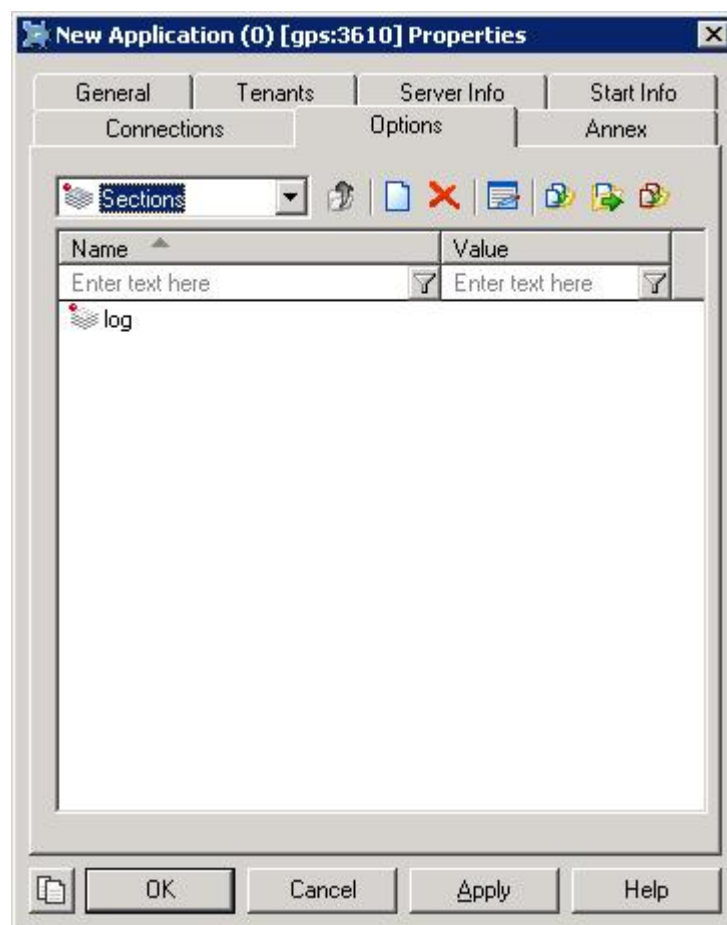 New Application (0) [gps:3610] Properties
General Tenants Server Info Start Info
Connections Options Annex
Sections
Name Value
Enter text here Enter text here
log
OK Cancel Apply Help